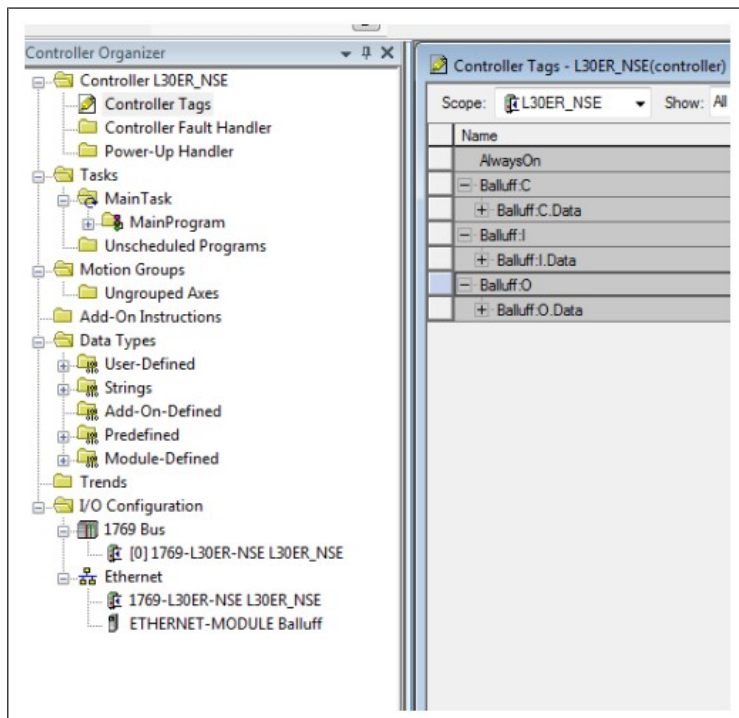 Controller Organizer
Controller L30ER_NSE
Controller Tags
Controller Fault Handler
Power-Up Handler
Tasks
MainTask
MainProgram
Unscheduled Programs
Motion Groups
Ungrouped Axes
Add-On Instructions
Data Types
User-Defined
Strings
Add-On-Defined
Predefined
Module-Defined
Trends
I/O Configuration
1769 Bus
[0] 1769-L30ER-NSE L30ER_NSE
Ethernet
1769-L30ER-NSE L30ER_NSE
ETHERNET-MODULE Balluff
Controller Tags - L30ER_NSE(controller)
Scope: L30ER_NSE Show: All
Name
AlwaysOn
Balluff:C
Balluff:C.Data
Balluff:I
Balluff:I.Data
Balluff:O
Balluff:O.Data